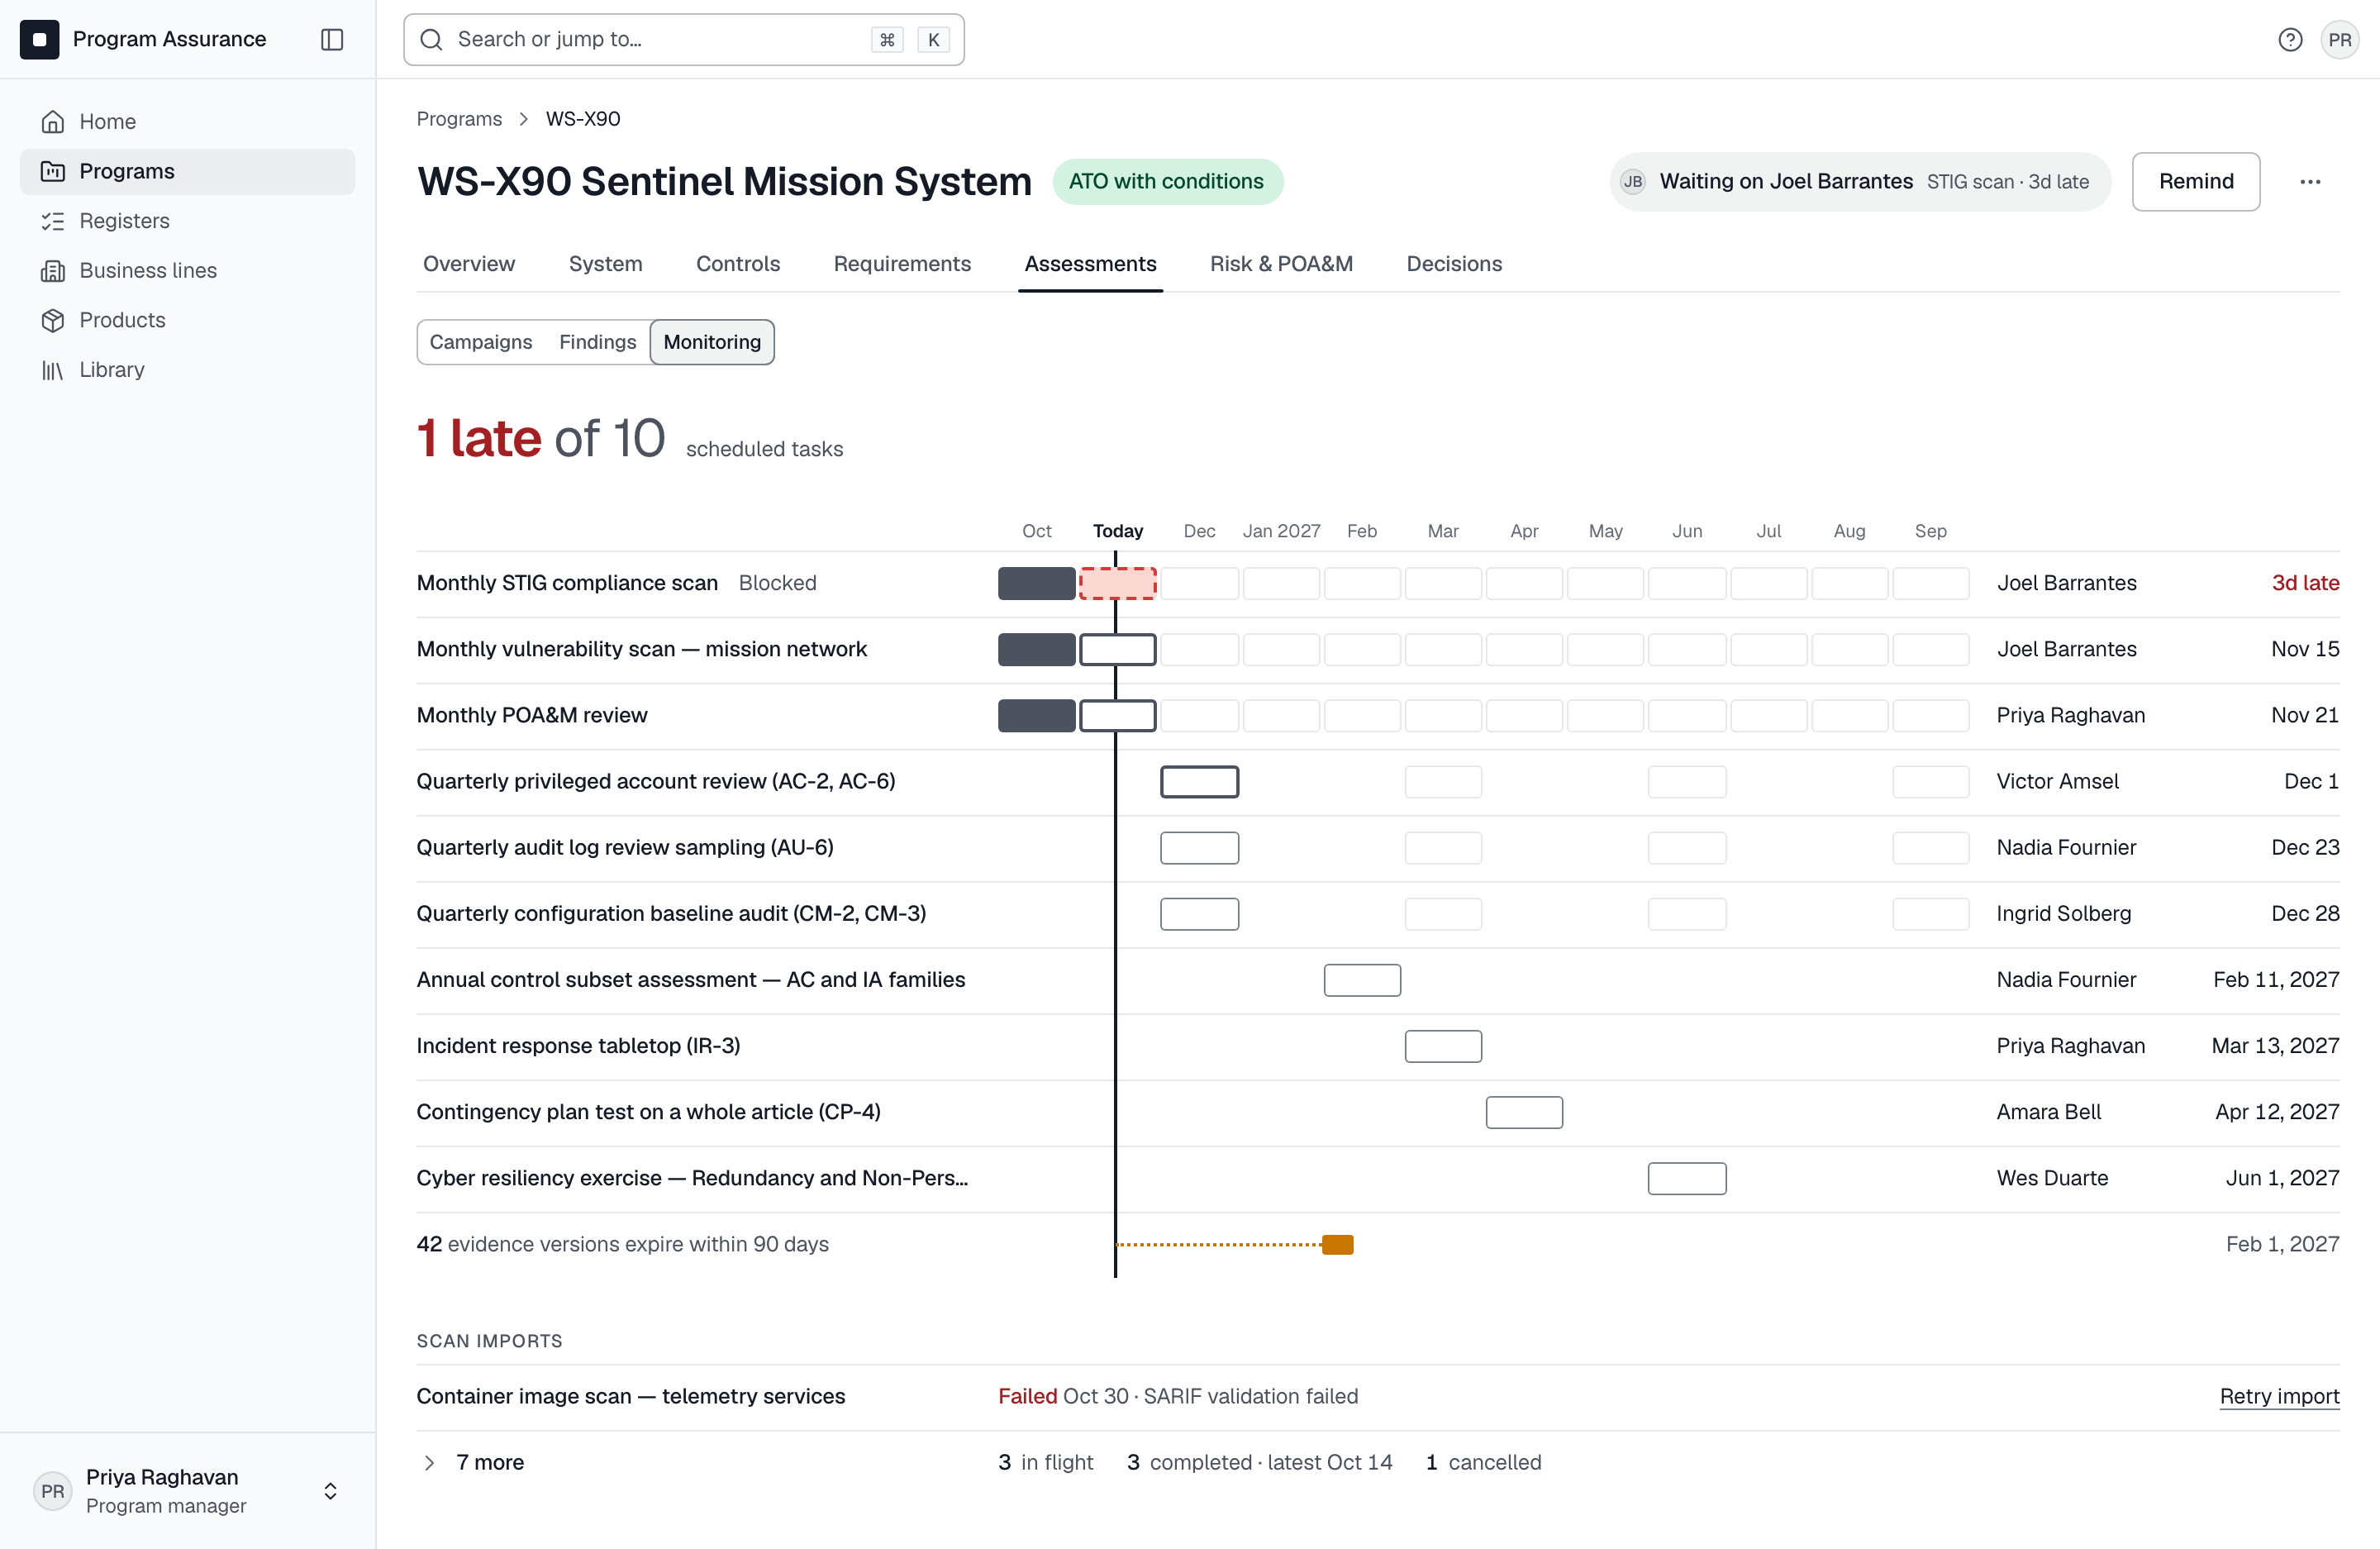 Program Assurance
Search or jump to...
⌘ K
PR
Home
Programs
Registers
Business lines
Products
Library
Programs > WS-X90
WS-X90 Sentinel Mission System
ATO with conditions
JB Waiting on Joel Barrantes STIG scan · 3d late
Remind
Overview System Controls Requirements Assessments Risk & POA&M Decisions
Campaigns Findings Monitoring
1 late of 10 scheduled tasks
Oct Today Dec Jan 2027 Feb Mar Apr May Jun Jul Aug Sep
Monthly STIG compliance scan Blocked Joel Barrantes 3d late
Monthly vulnerability scan — mission network Joel Barrantes Nov 15
Monthly POA&M review Priya Raghavan Nov 21
Quarterly privileged account review (AC-2, AC-6) Victor Amsel Dec 1
Quarterly audit log review sampling (AU-6) Nadia Fournier Dec 23
Quarterly configuration baseline audit (CM-2, CM-3) Ingrid Solberg Dec 28
Annual control subset assessment — AC and IA families Nadia Fournier Feb 11, 2027
Incident response tabletop (IR-3) Priya Raghavan Mar 13, 2027
Contingency plan test on a whole article (CP-4) Amara Bell Apr 12, 2027
Cyber resiliency exercise — Redundancy and Non-Pers... Wes Duarte Jun 1, 2027
42 evidence versions expire within 90 days Feb 1, 2027
SCAN IMPORTS
Container image scan — telemetry services Failed Oct 30 · SARIF validation failed Retry import
7 more 3 in flight 3 completed · latest Oct 14 1 cancelled
PR
Priya Raghavan
Program manager